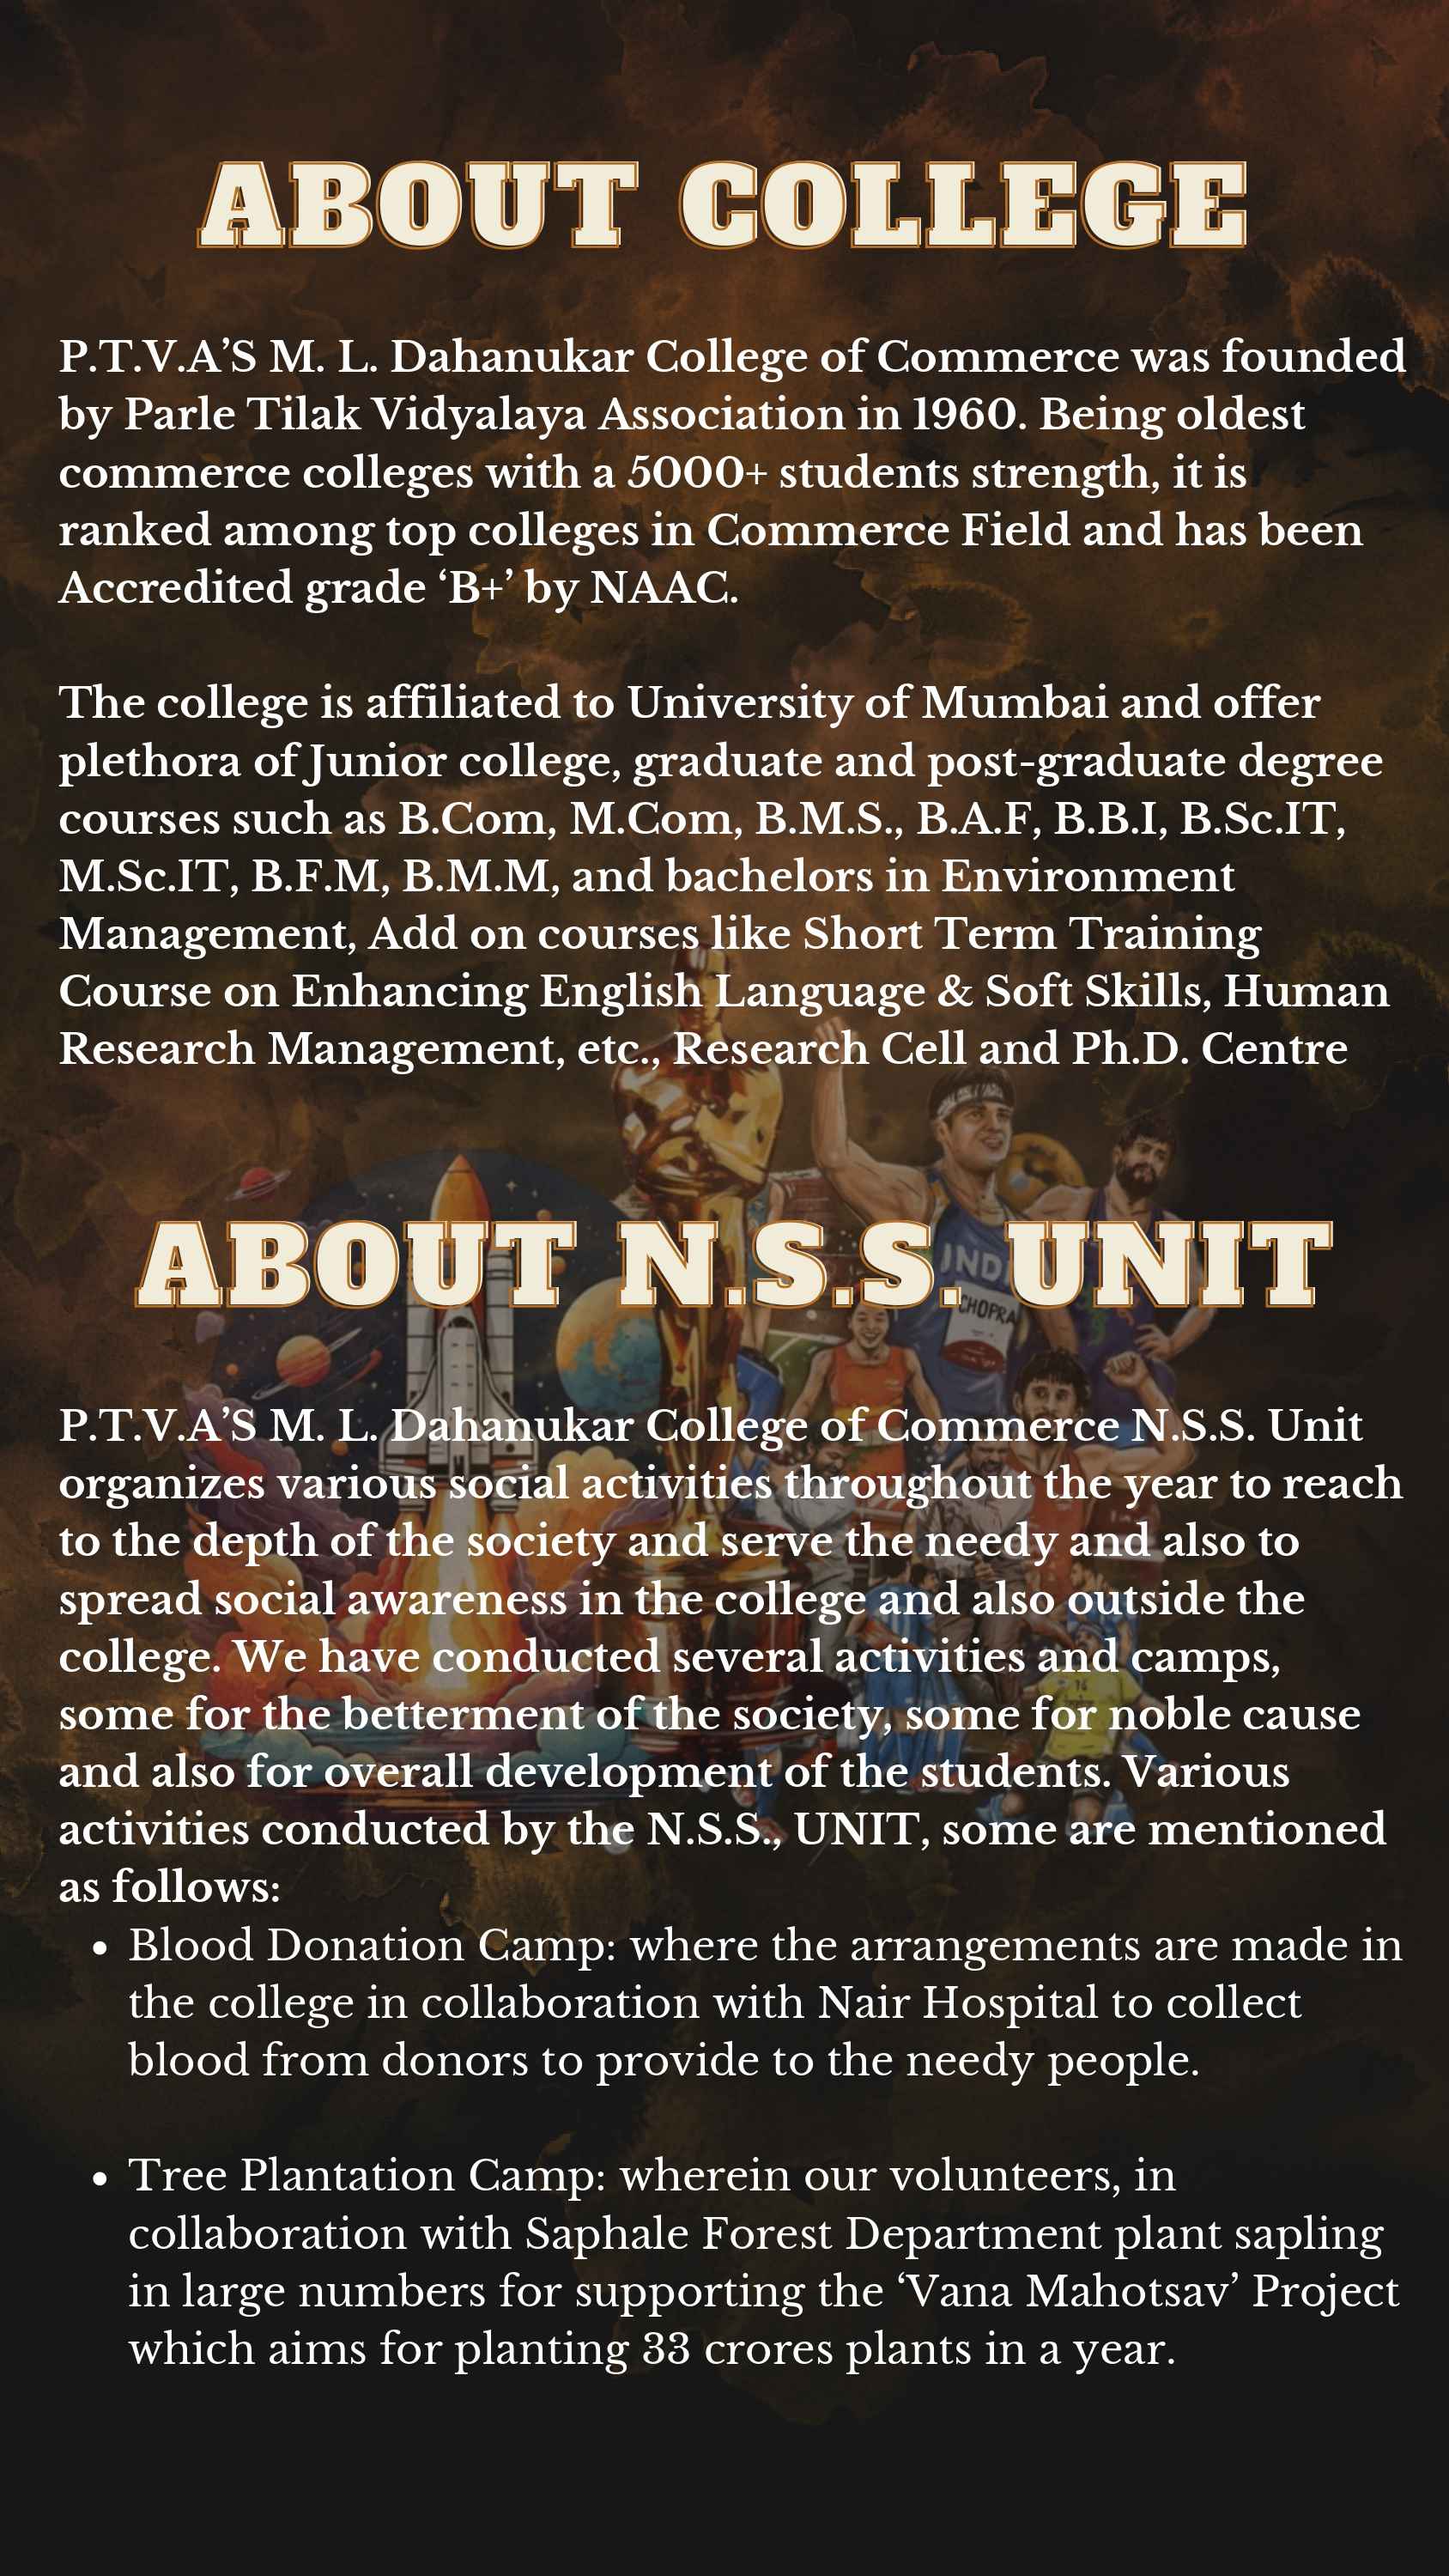 ABOUT COLLEGE
P.T.V.A’S M. L. Dahanukar College of Commerce was founded
by Parle Tilak Vidyalaya Association in 1960. Being oldest
commerce colleges with a 5000+ students strength, it is
ranked among top colleges in Commerce Field and has been
Accredited grade ‘B+’ by NAAC.
The college is affiliated to University of Mumbai and offer
plethora of Junior college, graduate and post-graduate degree
courses such as B.Com, M.Com, B.M.S., B.A.F, B.B.I, B.Sc.IT,
M.Sc.IT, B.F.M, B.M.M, and bachelors in Environment
Management, Add on courses like Short Term Training
Course on Enhancing English Language & Soft Skills, Human
Research Management, etc., Research Cell and Ph.D. Centre
ABOUT N.S.S. UNIT
INDI
CHOPRA
P.T.V.A’S M. L. Dahanukar College of Commerce N.S.S. Unit
organizes various social activities throughout the year to reach
to the depth of the society and serve the needy and also to
spread social awareness in the college and also outside the
college. We have conducted several activities and camps,
some for the betterment of the society, some for noble cause
and also for overall development of the students. Various
activities conducted by the N.S.S., UNIT, some are mentioned
as follows:
• Blood Donation Camp: where the arrangements are made in
the college in collaboration with Nair Hospital to collect
blood from donors to provide to the needy people.
• Tree Plantation Camp: wherein our volunteers, in
collaboration with Saphale Forest Department plant sapling
in large numbers for supporting the ‘Vana Mahotsav’ Project
which aims for planting 33 crores plants in a year.